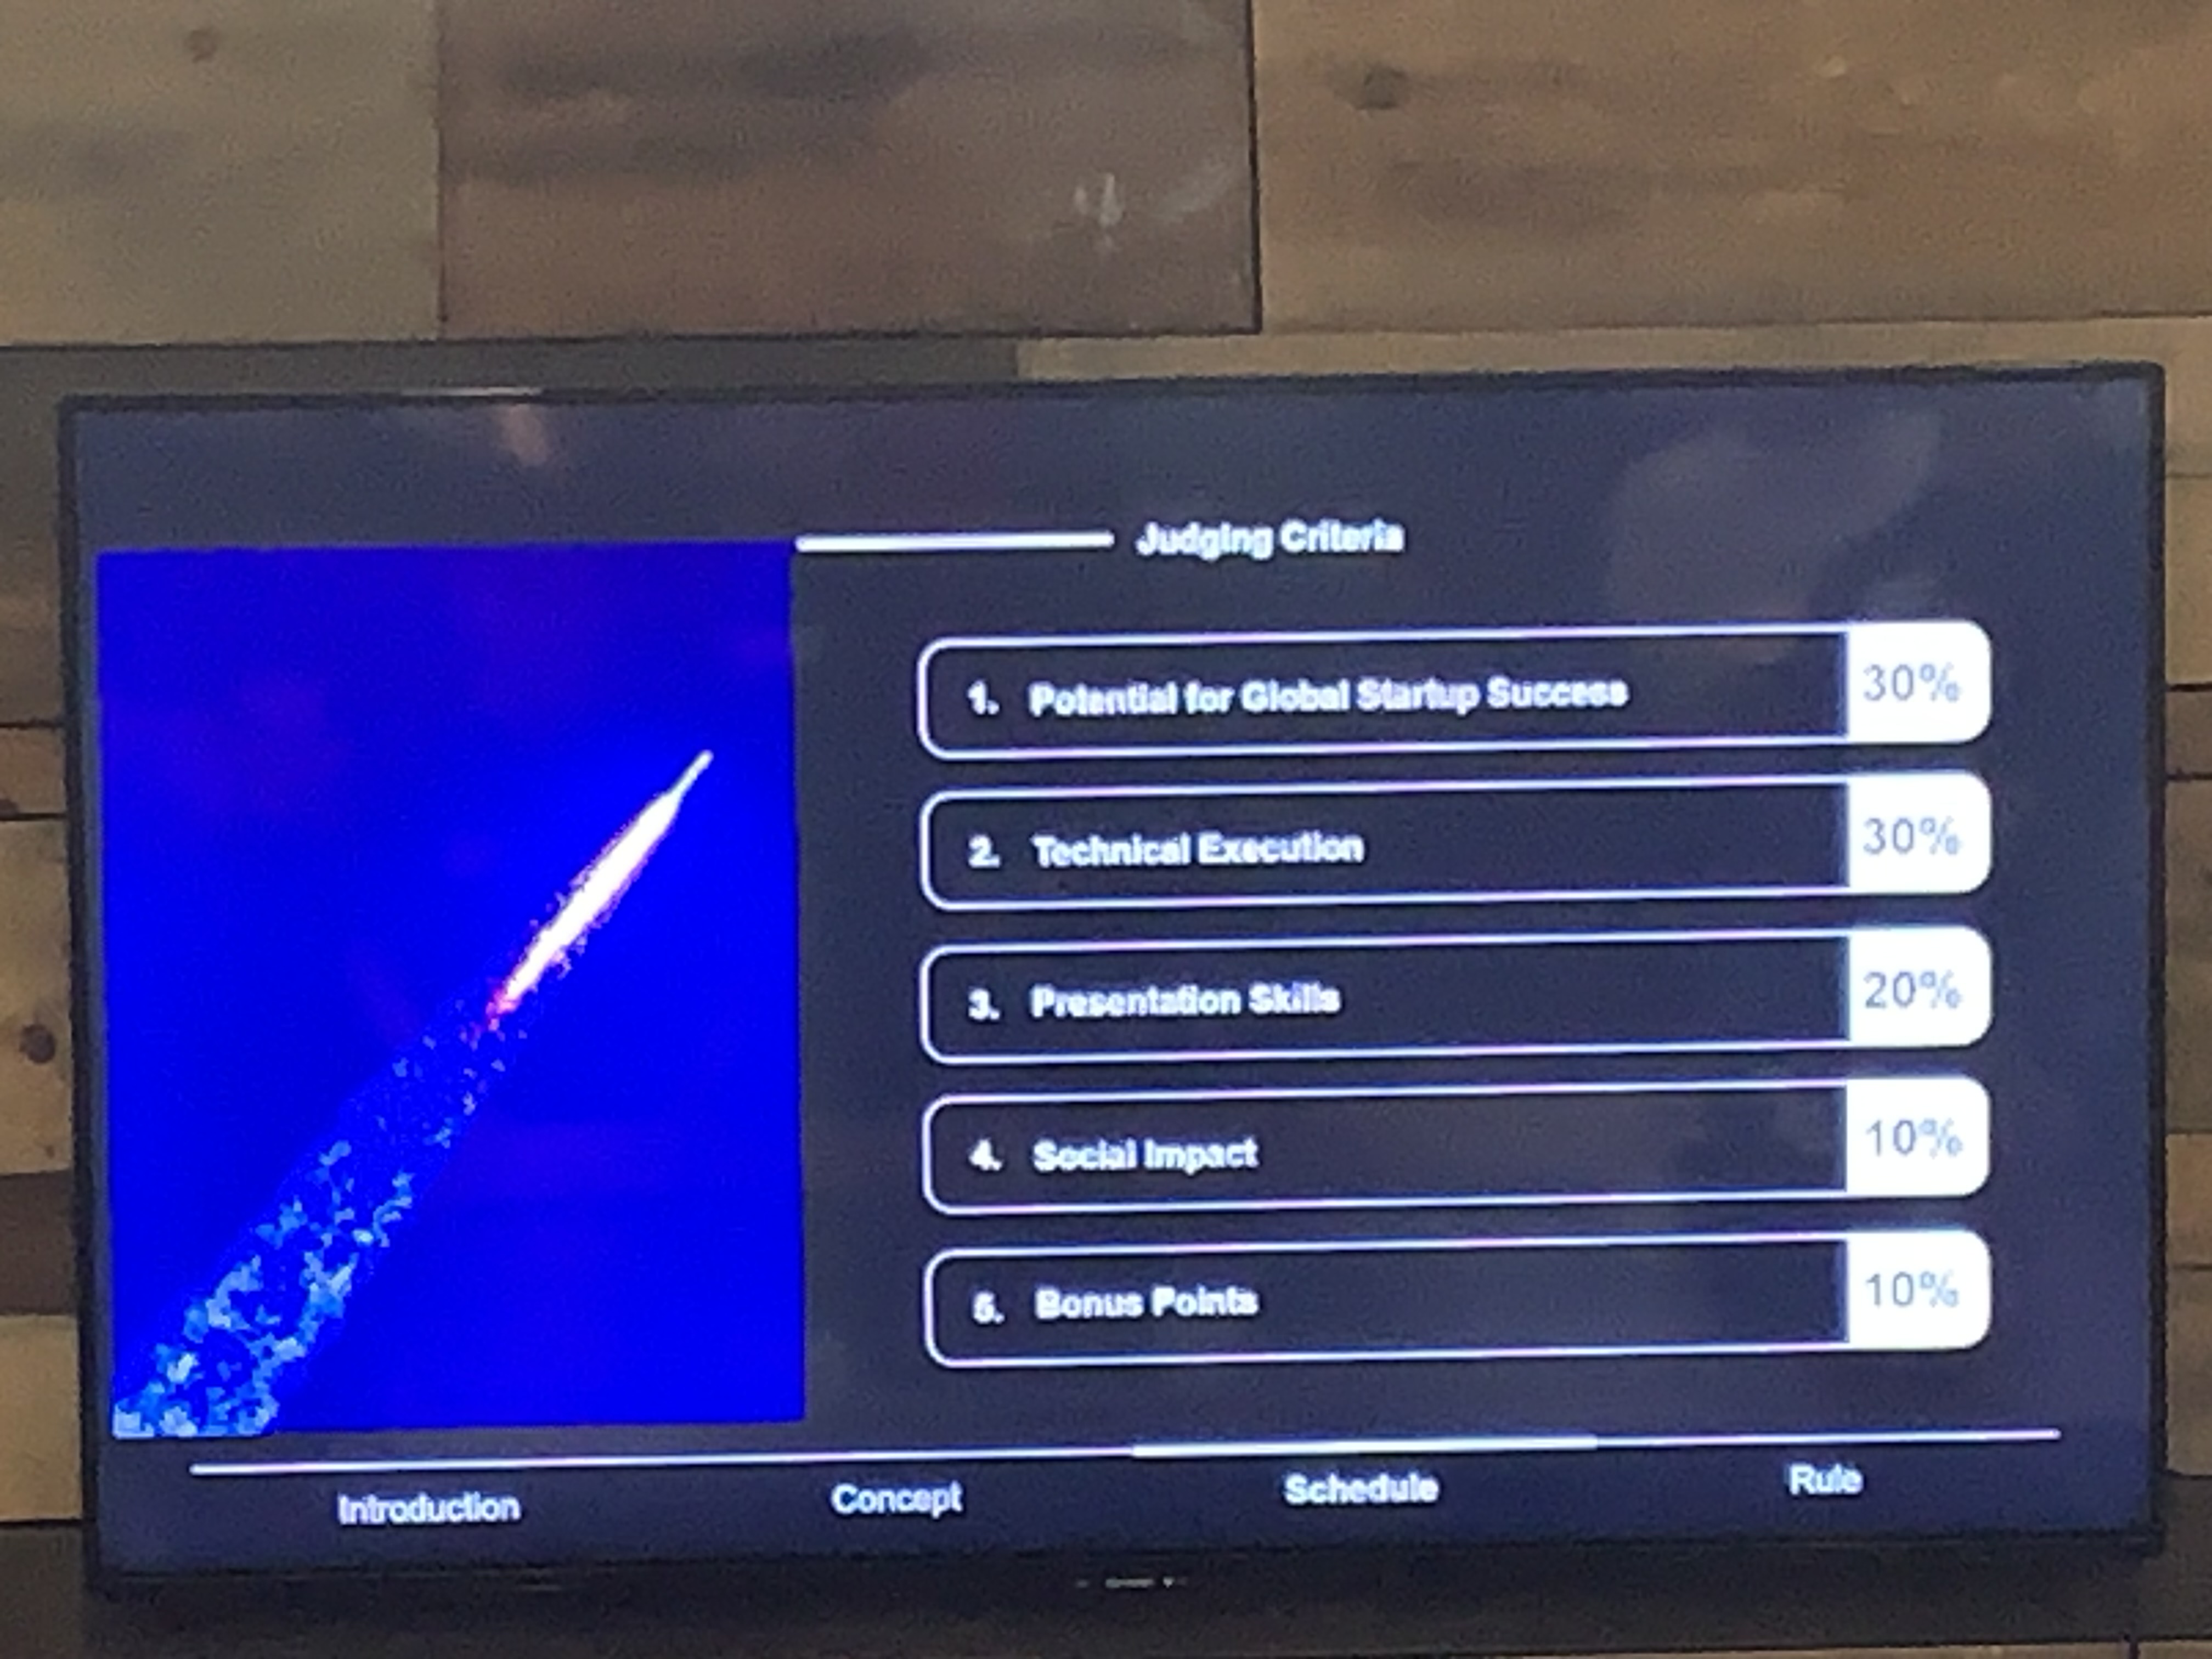 Judging Criteria
1. Potential for Global Startup Success 30%
2. Technical Execution 30%
3. Presentation Skills 20%
4. Social Impact 10%
5. Bonus Points 10%
Introduction Concept Schedule Rule